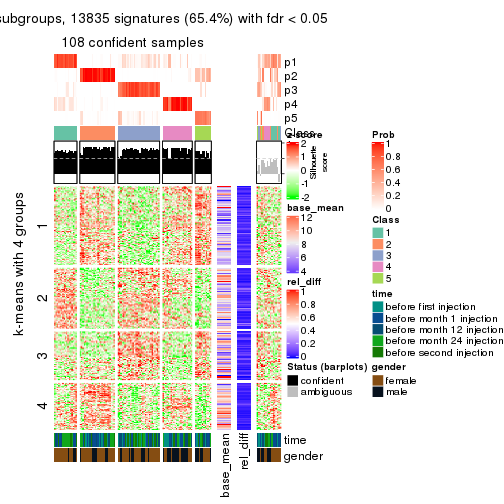 subgroups, 13835 signatures (65.4%) with fdr < 0.05
108 confident samples
p1
p2
p3
p4
p5
Class
Silhouette
score
k-means with 4 groups
1
2
3
4
time
gender
base_mean
rel_diff
z-score
2
1
0
-1
-2
base_mean
12
10
8
6
4
rel_diff
1
0.8
0.6
0.4
0.2
0
Status (barplots)
confident
ambiguous
Prob
1
0.8
0.6
0.4
0.2
0
Class
1
2
3
4
5
time
before first injection
before month 1 injection
before month 12 injection
before month 24 injection
before second injection
gender
female
male